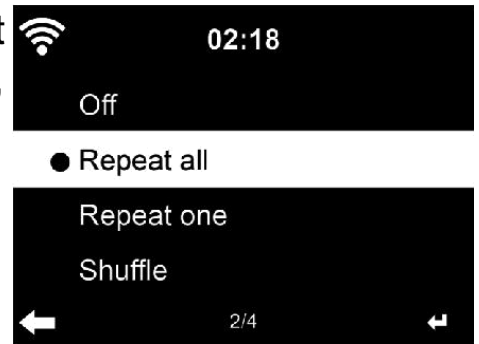 t
02:18
,
Off
Repeat all
Repeat one
Shuffle
2/4